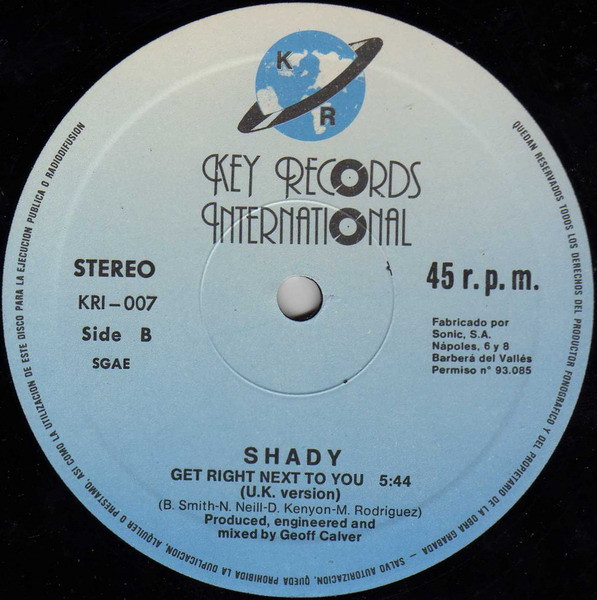 K
R
KEY RECORDS
INTERNATIONAL
STEREO
KRI-007
Side B
SGAE
45 r.p.m.
Fabricado por
Sonic, S.A.
Nápoles, 6 y 8
Barberá del Vallés
Permiso n° 93.085
SHADY
GET RIGHT NEXT TO YOU 5:44
(U.K. version)
(B. Smith-N. Neill-D. Kenyon-M. Rodríguez)
Produced, engineered and
mixed by Geoff Calver
QUEDAN RESERVADOS TODOS LOS DERECHOS DEL PRODUCTOR FONOGRAFICO Y DEL PROPIETARIO DE LA OBRA GRABADA - SALVO AUTORIZACION, QUEDA PROHIBIDA LA DUPLICACION, ALQUILER O PRESTAMO, ASI COMO LA UTILIZACION DE ESTE DISCO PARA LA EJECUCION PUBLICA O RADIODIFUSION